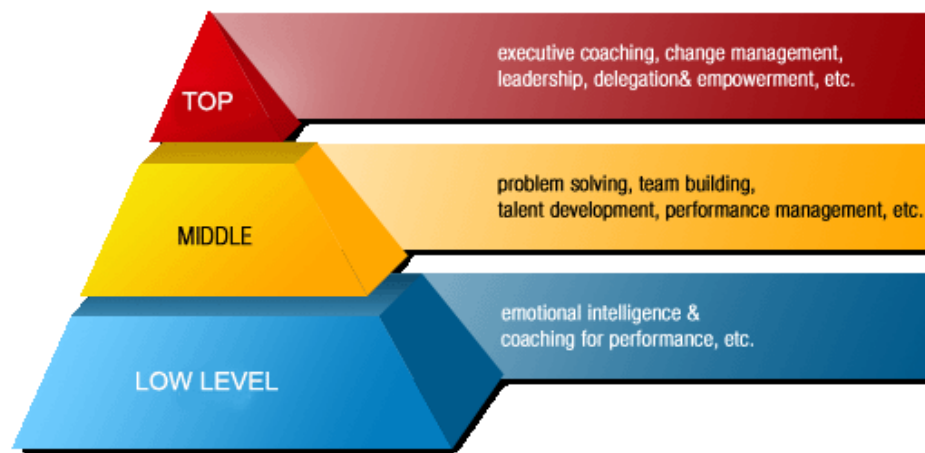 TOP
executive coaching, change management,
leadership, delegation& empowerment, etc.
MIDDLE
problem solving, team building,
talent development, performance management, etc.
LOW LEVEL
emotional intelligence &
coaching for performance, etc.